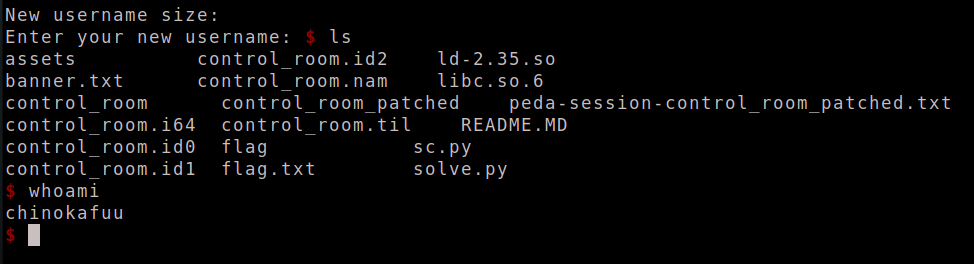 New username size:
Enter your new username: $ ls
assets           control_room.id2    ld-2.35.so
banner.txt       control_room.nam    libc.so.6
control_room      control_room_patched    peda-session-control_room_patched.txt
control_room.i64  control_room.til    README.MD
control_room.id0  flag            sc.py
control_room.id1  flag.txt        solve.py
$ whoami
chinokafuu
$